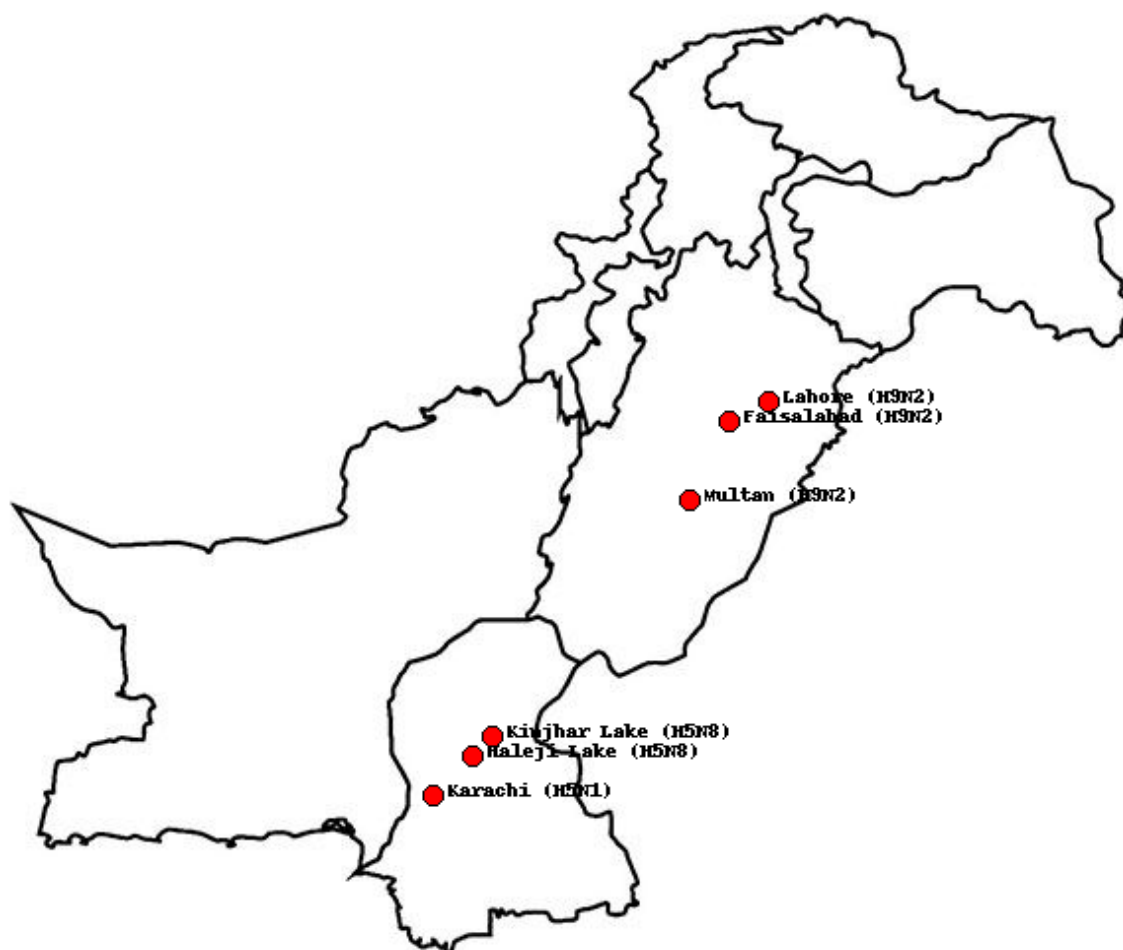 Lahore (H9N2)
Faisalabad (H9N2)
Multan (H9N2)
Kinjhar Lake (H5N8)
Haleji Lake (H5N8)
Karachi (H5N1)